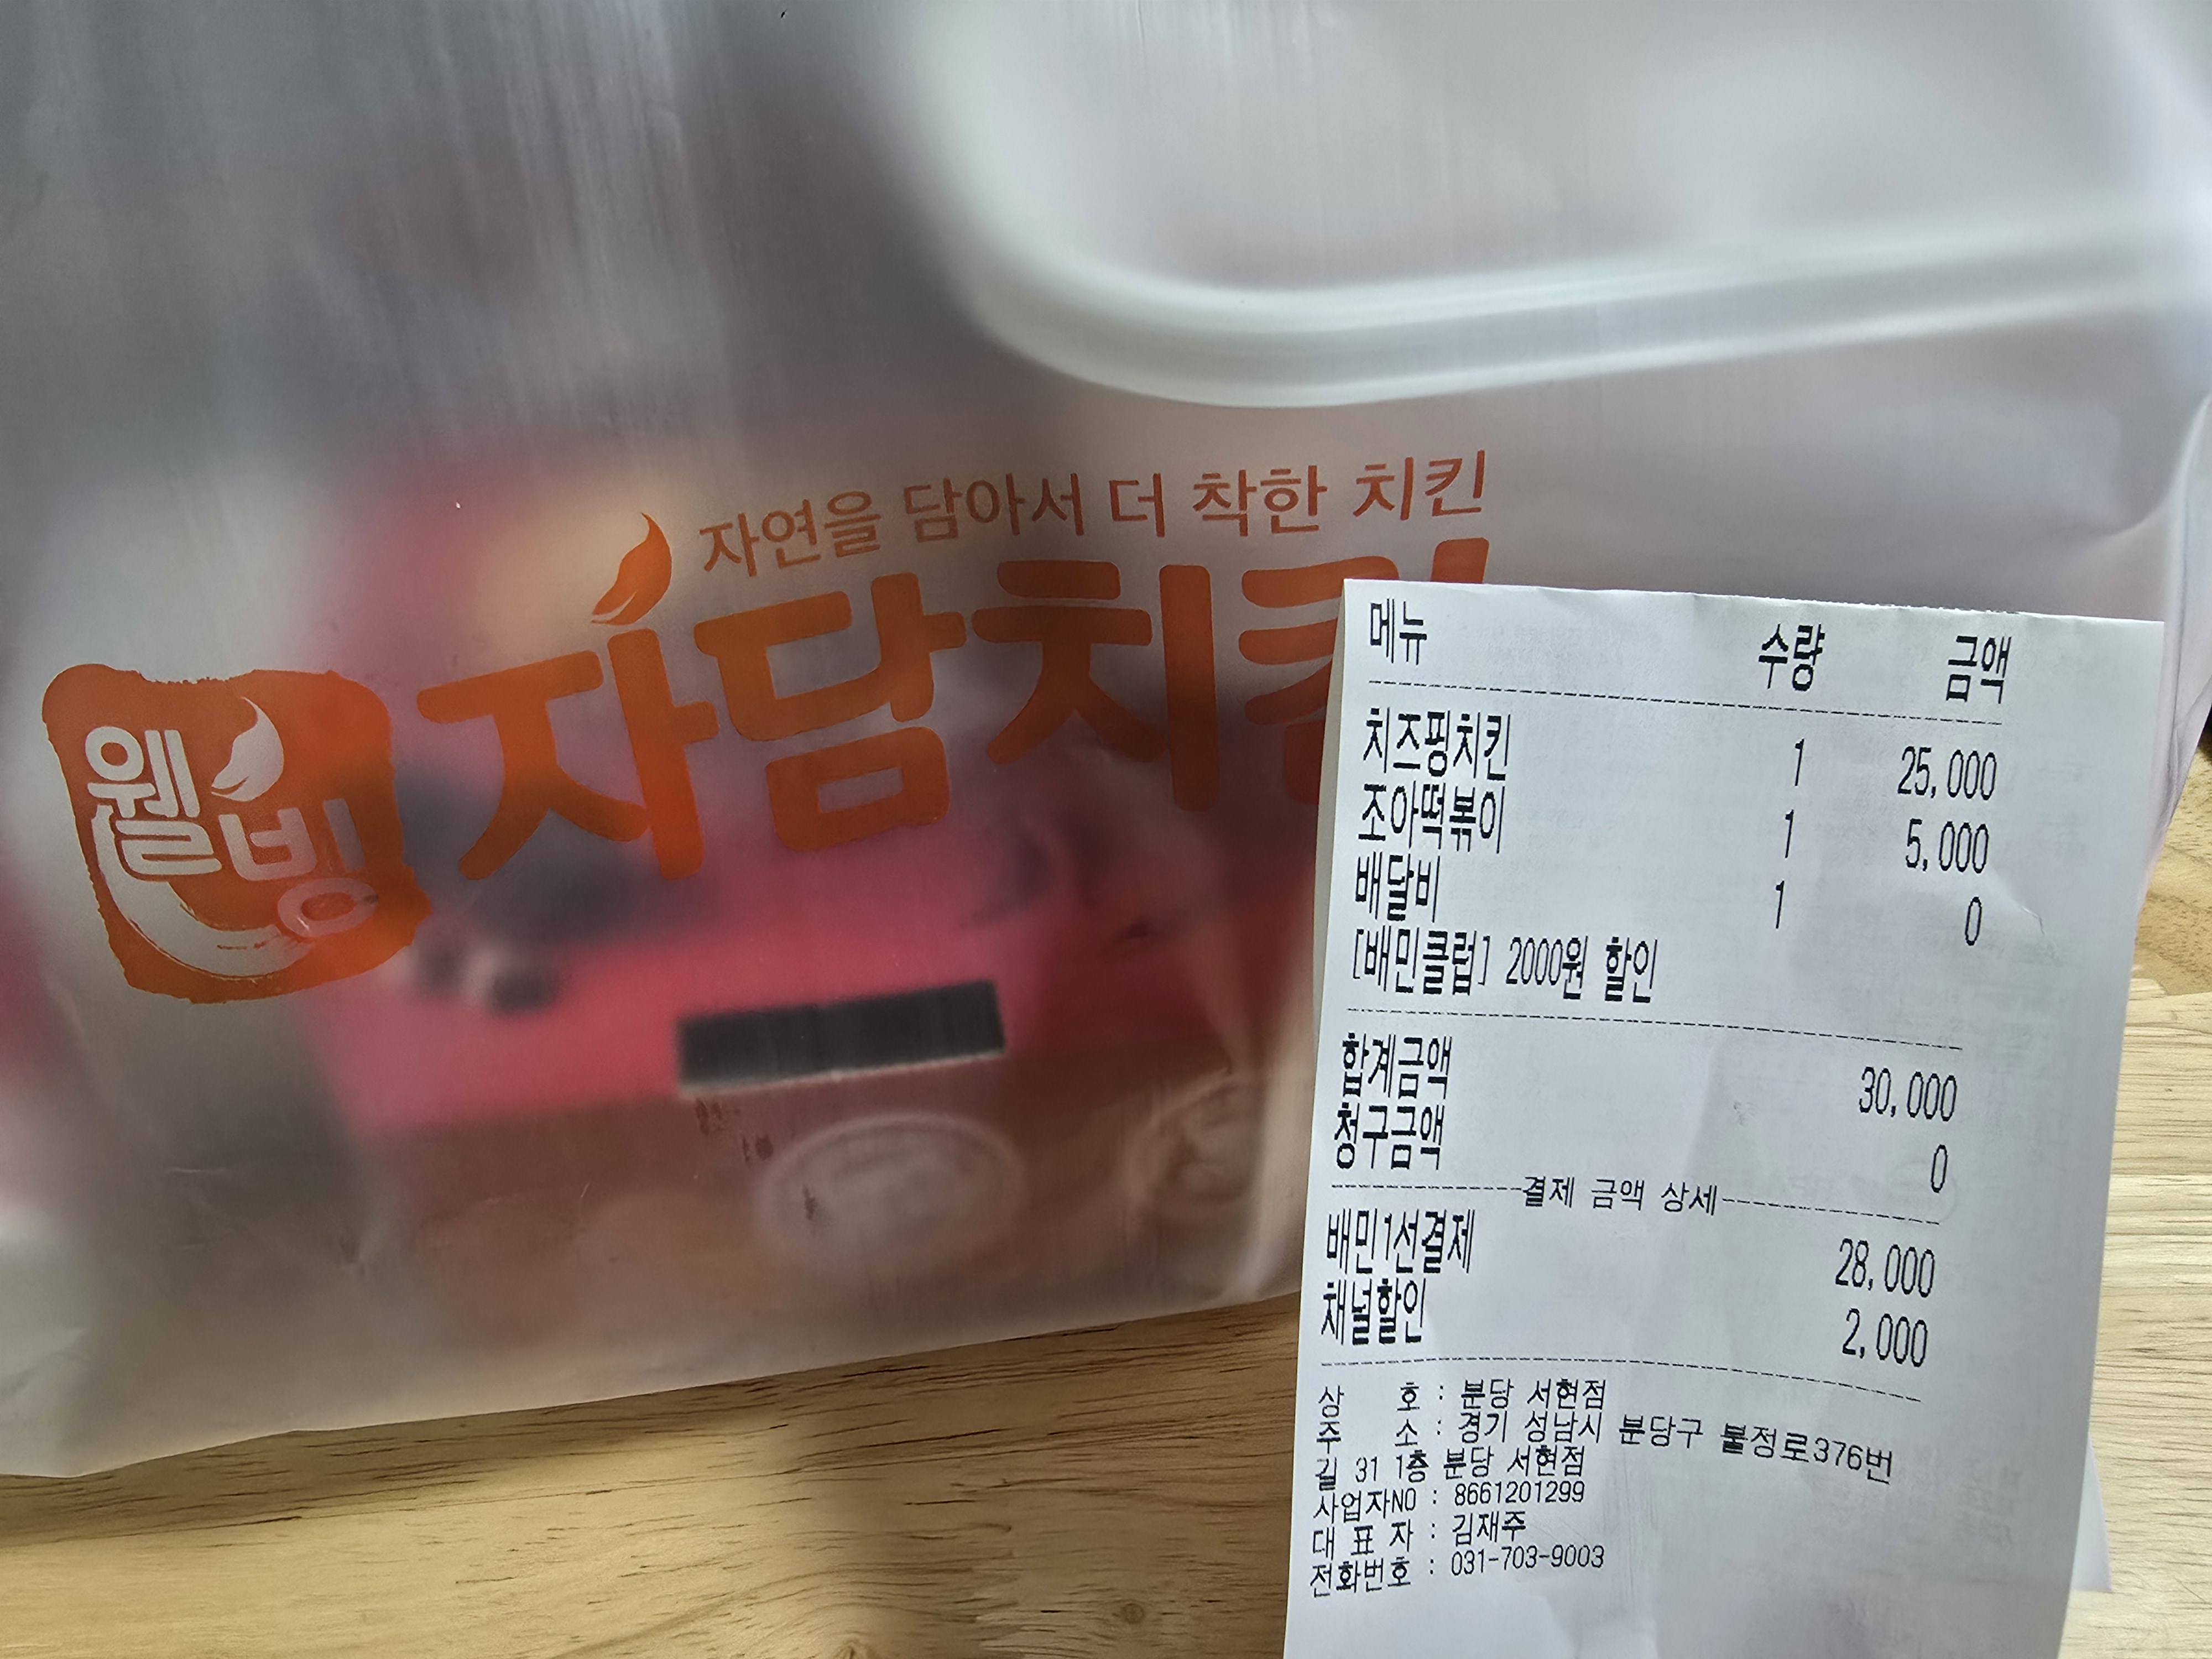 자연을 담아서 더 착한 치킨
웰빙 자담치킨
메뉴 수량 금액
치즈핑치킨 1 25,000
조아떡볶이 1 5,000
배달비 1 0
[배민클럽] 2000원 할인
합계금액 30,000
청구금액 0
결제 금액 상세
배민1선결제 28,000
채널할인 2,000
상 호 : 분당 서현점
주 소 : 경기 성남시 분당구 불정로376번
길 31 1층 분당 서현점
사업자NO : 8661201299
대 표 자 : 김재주
전화번호 : 031-703-9003